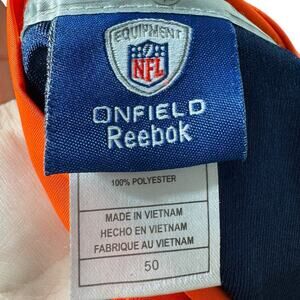 EQUIPMENT
NFL
ONFIELD
Reebok
100% POLYESTER
MADE IN VIETNAM
HECHO EN VIETNAM
FABRIQUE AU VIETNAM
50